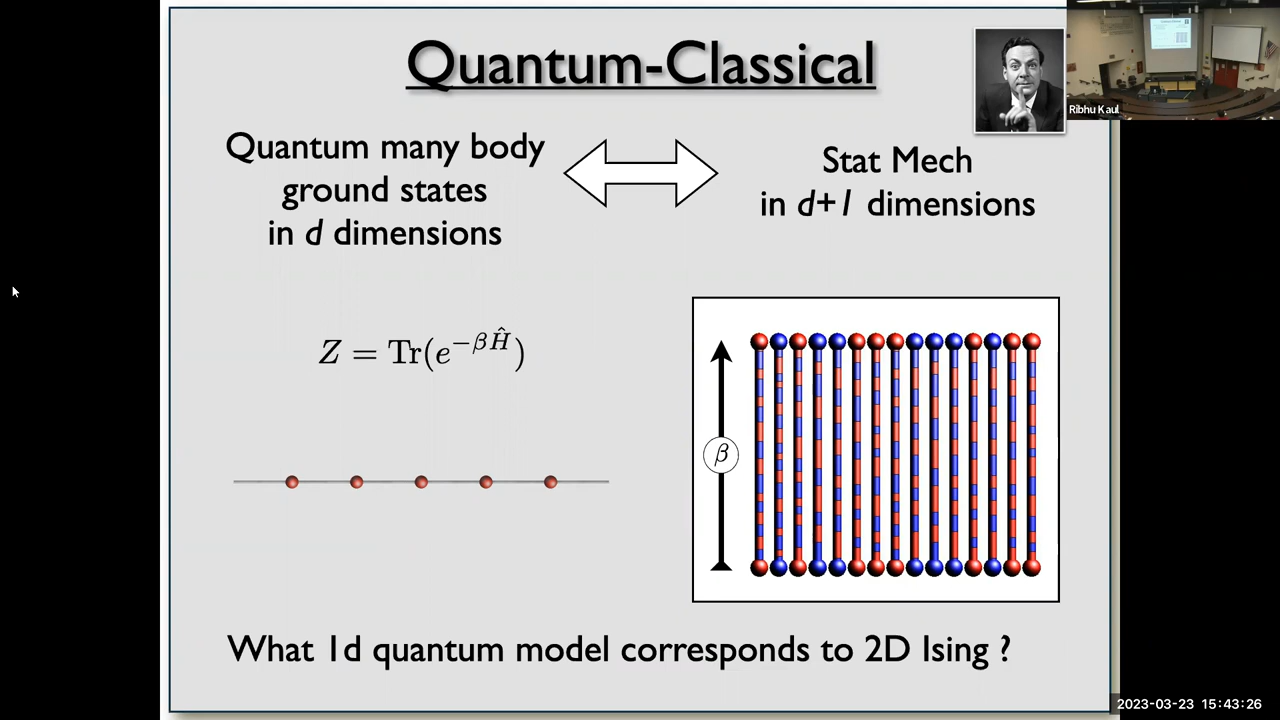 Quantum-Classical
Ribhu Kaul
Quantum many body
ground states
in d dimensions
Stat Mech
in d+1 dimensions
Z = Tr(e^{-βĤ})
β
What 1d quantum model corresponds to 2D Ising ?
2023-03-23 15:43:26